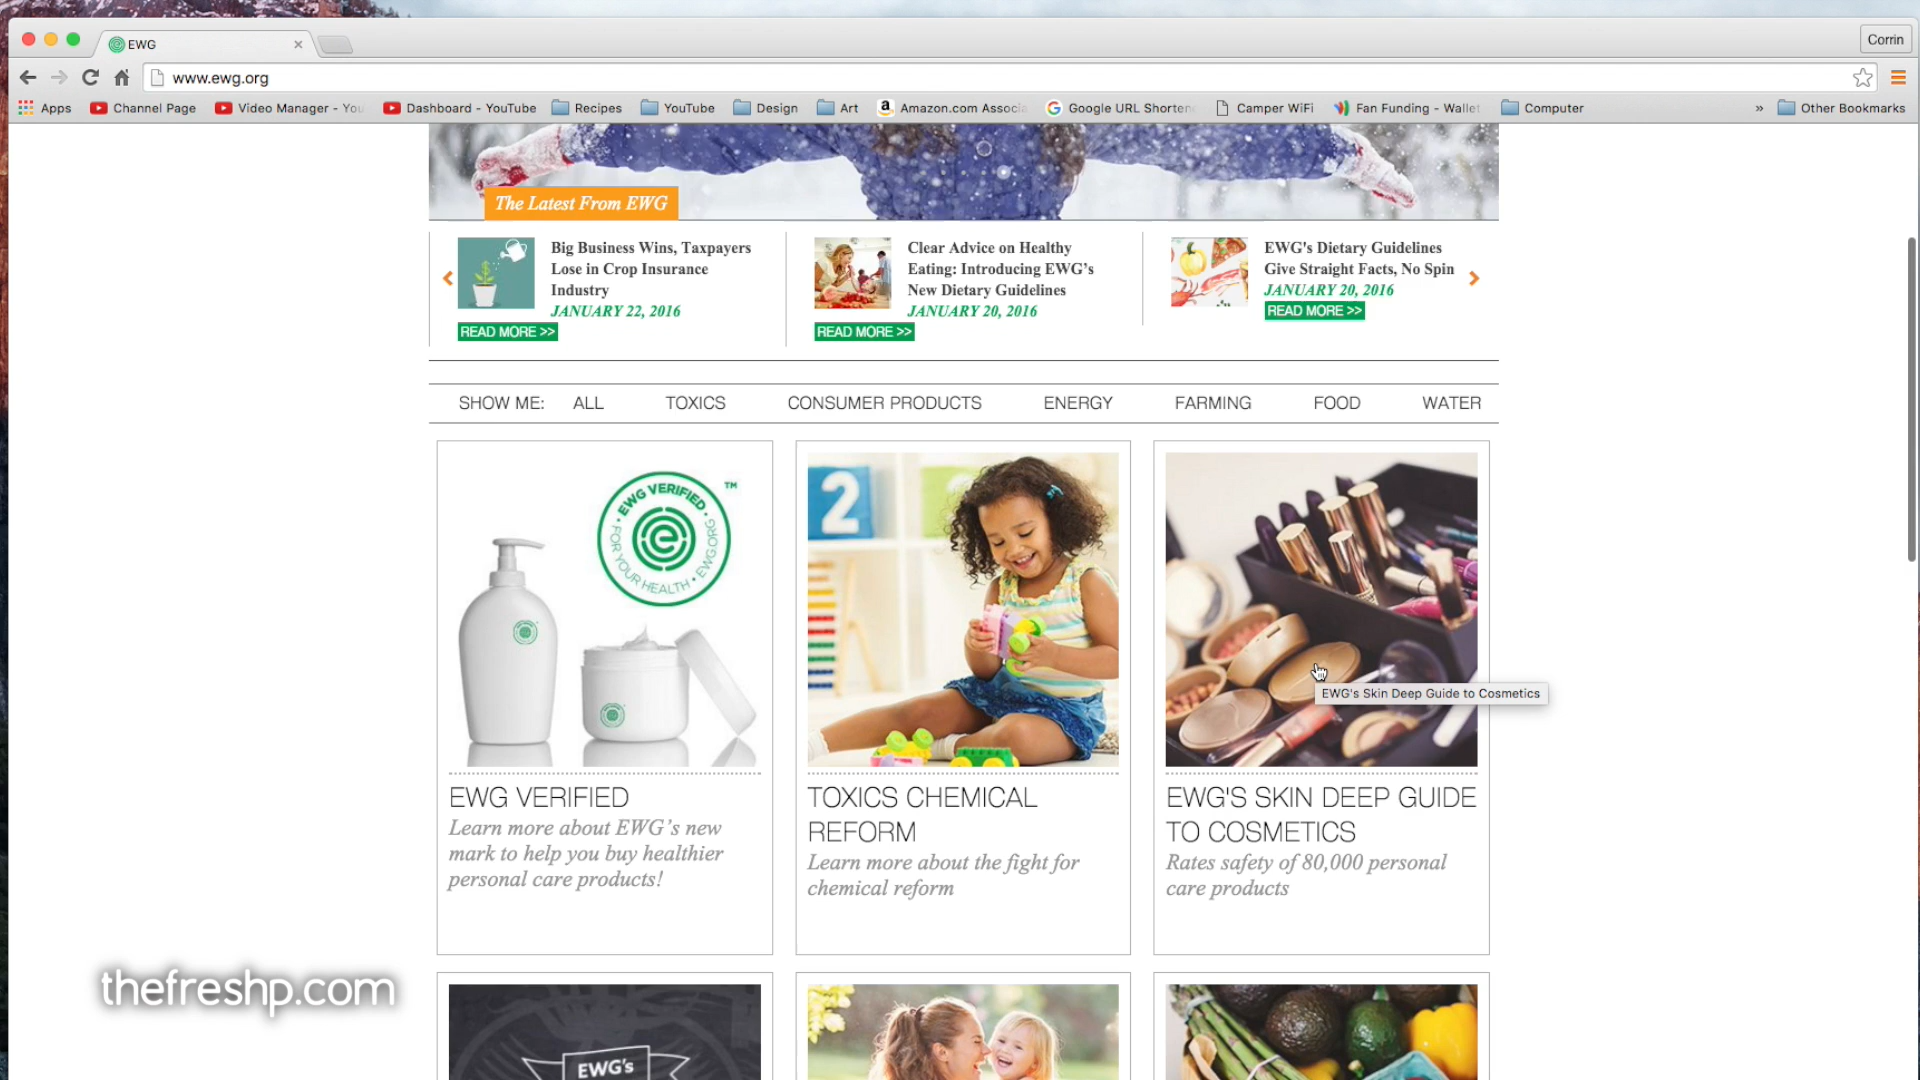 EWG
Corrin
www.ewg.org
Apps Channel Page Video Manager - You Dashboard - YouTube Recipes YouTube Design Art Amazon.com Associa Google URL Shorten Camper WiFi Fan Funding - Wallet Computer » Other Bookmarks
The Latest From EWG
Big Business Wins, Taxpayers
Lose in Crop Insurance
Industry
JANUARY 22, 2016
READ MORE >>
Clear Advice on Healthy
Eating: Introducing EWG's
New Dietary Guidelines
JANUARY 20, 2016
READ MORE >>
EWG's Dietary Guidelines
Give Straight Facts, No Spin
JANUARY 20, 2016
READ MORE >>
SHOW ME: ALL TOXICS CONSUMER PRODUCTS ENERGY FARMING FOOD WATER
EWG VERIFIED ™
FOR YOUR HEALTH • EWG.ORG
2
EWG's Skin Deep Guide to Cosmetics
EWG VERIFIED
Learn more about EWG's new
mark to help you buy healthier
personal care products!
TOXICS CHEMICAL
REFORM
Learn more about the fight for
chemical reform
EWG'S SKIN DEEP GUIDE
TO COSMETICS
Rates safety of 80,000 personal
care products
thefreshp.com
EWG's